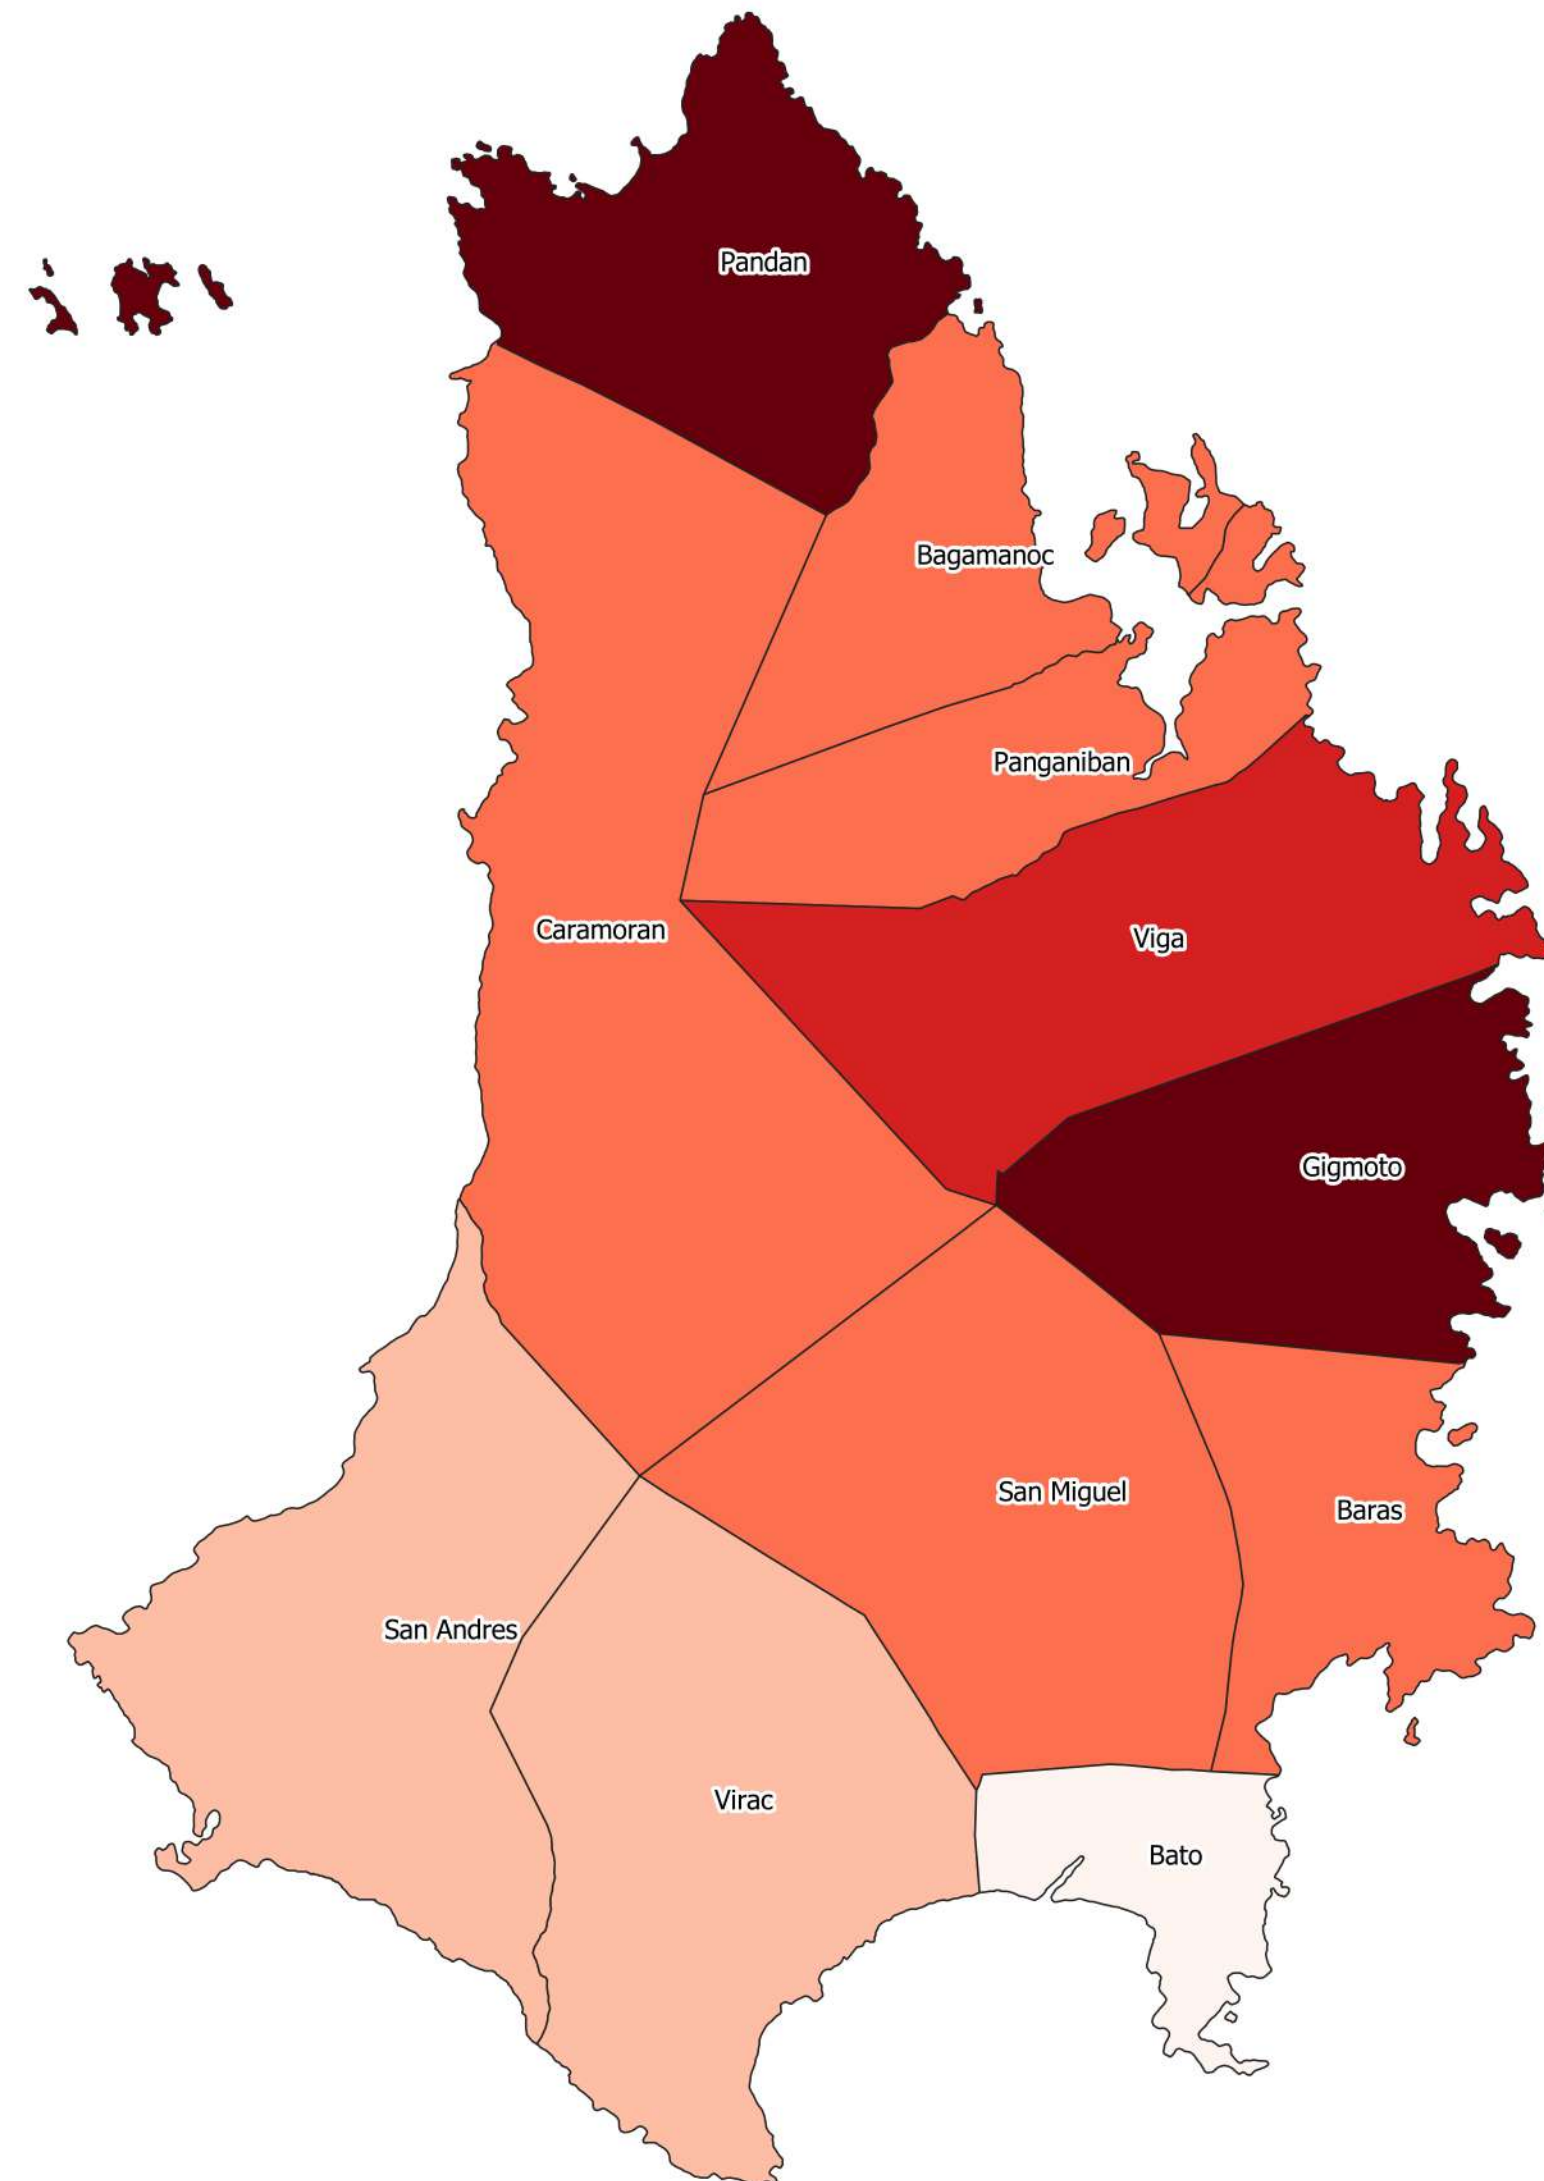 Pandan
Bagamanoc
Panganiban
Caramoran
Viga
Gigmoto
San Miguel
Baras
San Andres
Virac
Bato